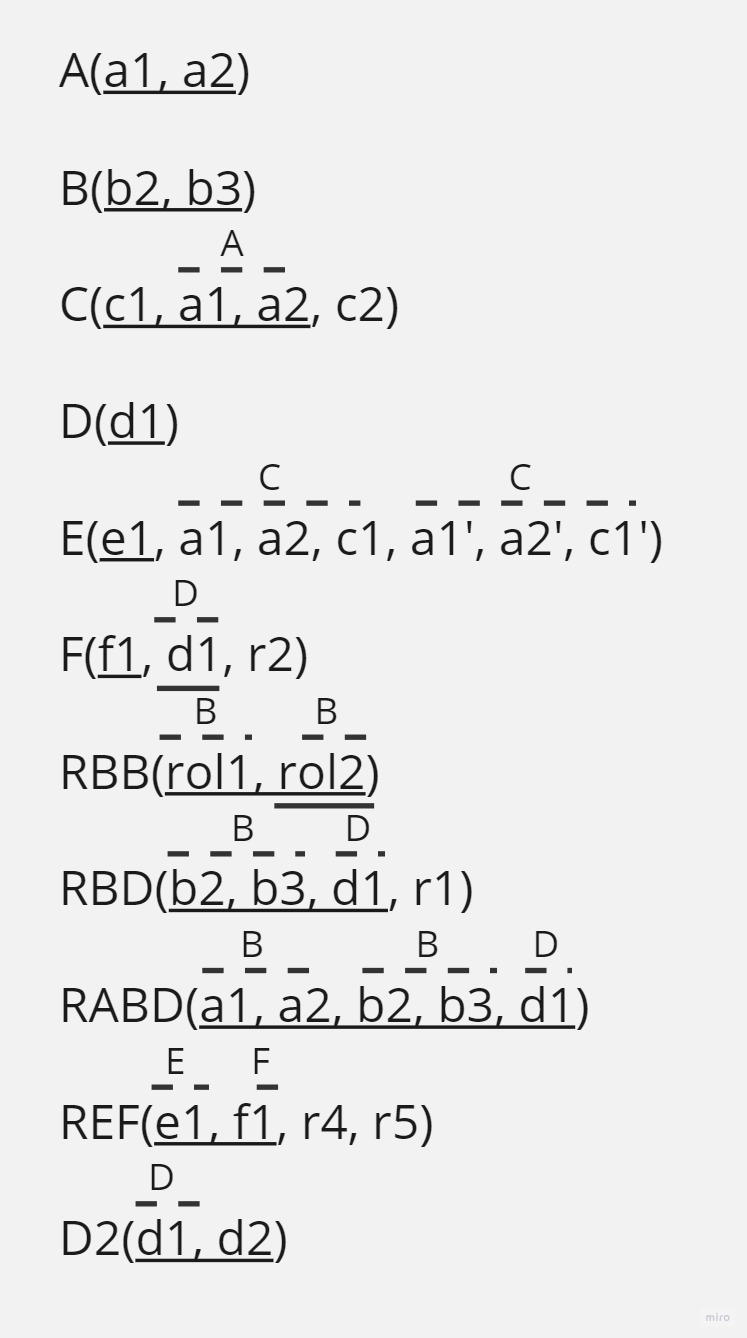 A(a1, a2)
B(b2, b3)
A
C(c1, a1, a2, c2)
D(d1)
C C
E(e1, a1, a2, c1, a1', a2', c1')
D
F(f1, d1, r2)
B B
RBB(rol1, rol2)
B D
RBD(b2, b3, d1, r1)
B B D
RABD(a1, a2, b2, b3, d1)
E F
REF(e1, f1, r4, r5)
D
D2(d1, d2)
miro